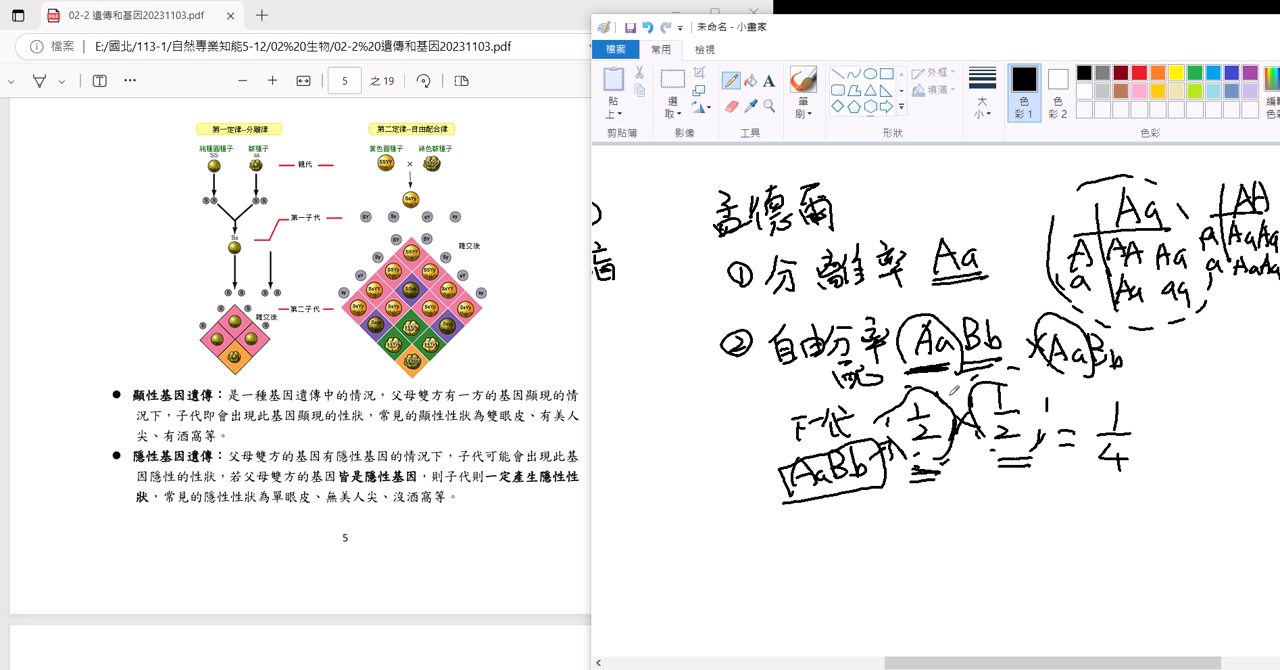 02-2 遺傳和基因20231103.pdf
檔案 E:/國北/113-1/自然專業知能5-12/02%20生物/02-2%20遺傳和基因20231103.pdf
5 之 19
第一定律--分離律
第二定律--自由配合律
純種圓種子
皺種子
黃色圓種子
綠色皺種子
SS
ss
親代
SSYY
×
SsYy
第一子代
Ss
SY
Sy
sY
sy
雜交後
第二子代
雜交後
● 顯性基因遺傳：是一種基因遺傳中的情況，父母雙方有一方的基因顯現的情
況下，子代即會出現此基因顯現的性狀，常見的顯性性狀為雙眼皮、有美人
尖、有酒窩等。
● 隱性基因遺傳：父母雙方的基因有隱性基因的情況下，子代可能會出現此基
因隱性的性狀，若父母雙方的基因皆是隱性基因，則子代則一定產生隱性性
狀，常見的隱性性狀為單眼皮、無美人尖、沒酒窩等。
5
未命名 - 小畫家
檔案 常用 檢視
貼上
選取
筆刷
外框
填滿
大小
色彩 1
色彩 2
剪貼簿 影像 工具 形狀 色彩
孟德爾
① 分離率 Aa
Aa
A AA Aa
a Aa aa
AA
a Aa Aa
a Aa Aa
② 自由分率 AaBb × AaBb
配
下一代 1/2 × 1/2 = 1/4
AaBb